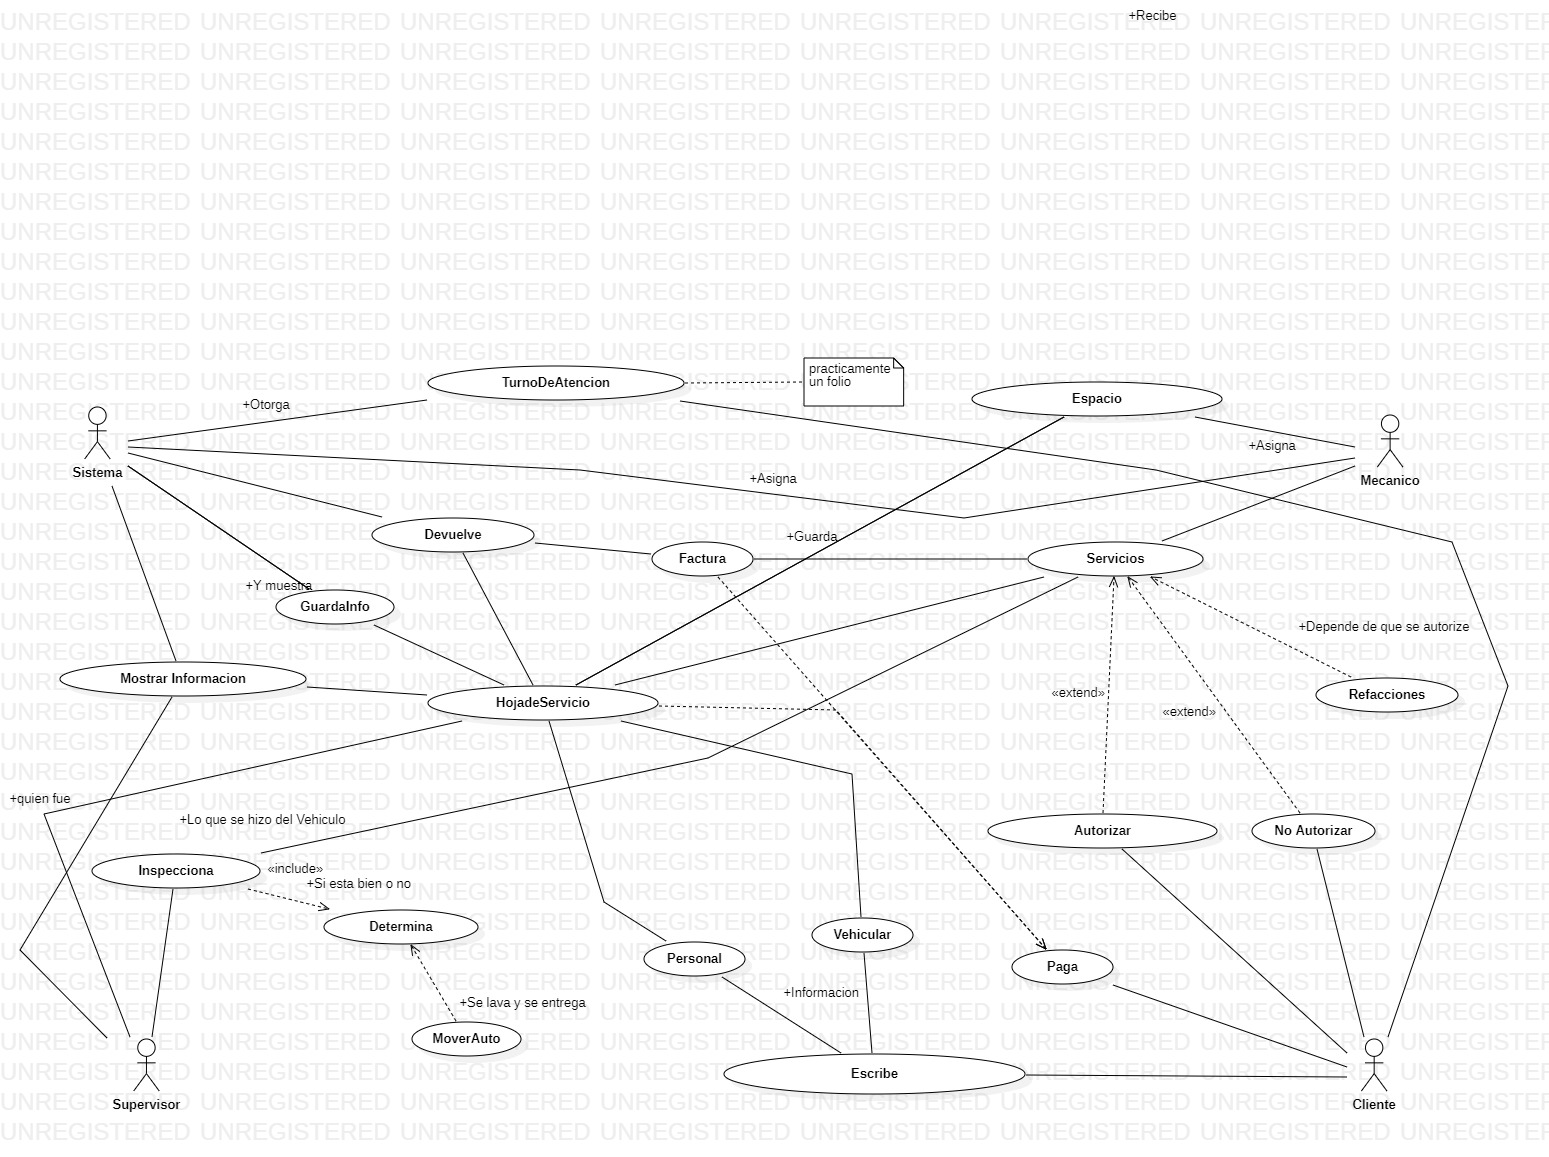 +Recibe
TurnoDeAtencion
practicamente
un folio
Espacio
+Otorga
+Asigna
Sistema
Mecanico
+Asigna
Devuelve
+Guarda
Factura
Servicios
+Y muestra
GuardaInfo
+Depende de que se autorize
Mostrar Informacion
HojadeServicio
«extend»
Refacciones
«extend»
+quien fue
+Lo que se hizo del Vehiculo
Autorizar
No Autorizar
Inspecciona
«include»
+Si esta bien o no
Determina
Vehicular
Personal
Paga
+Informacion
+Se lava y se entrega
MoverAuto
Escribe
Supervisor
Cliente
UNREGISTERED